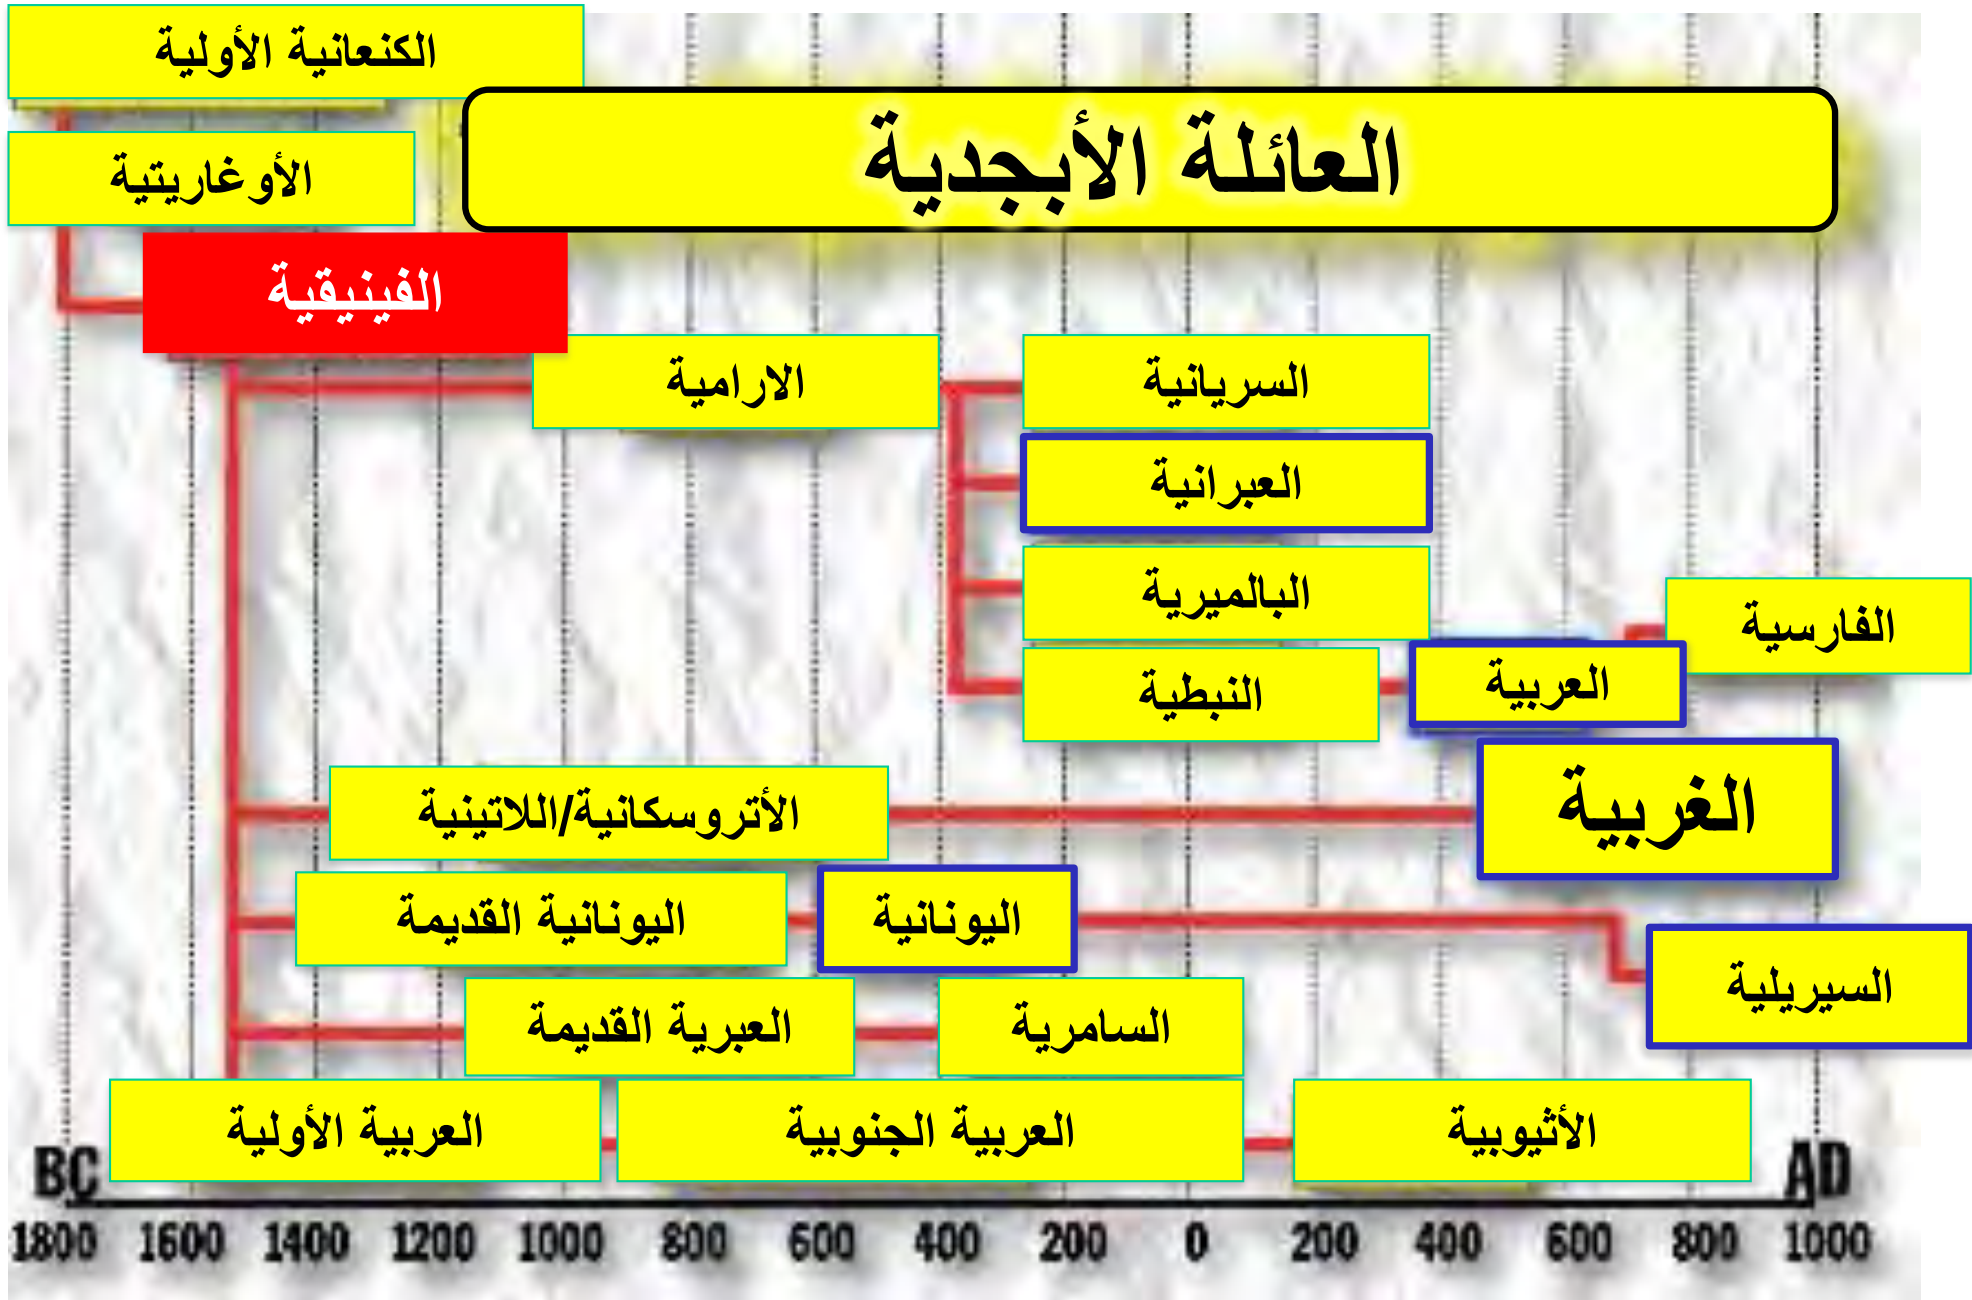 الكنعانية الأولية
العائلة الأبجدية
الأوغاريتية
الفينيقية
الارامية
السريانية
العبرانية
البالميرية
الفارسية
النبطية
العربية
الأتروسكانية/اللاتينية
الغربية
اليونانية القديمة
اليونانية
السيريلية
العبرية القديمة
السامرية
العربية الأولية
العربية الجنوبية
الأثيوبية
BC
AD
1800 1600 1400 1200 1000 800 600 400 200 0 200 400 600 800 1000